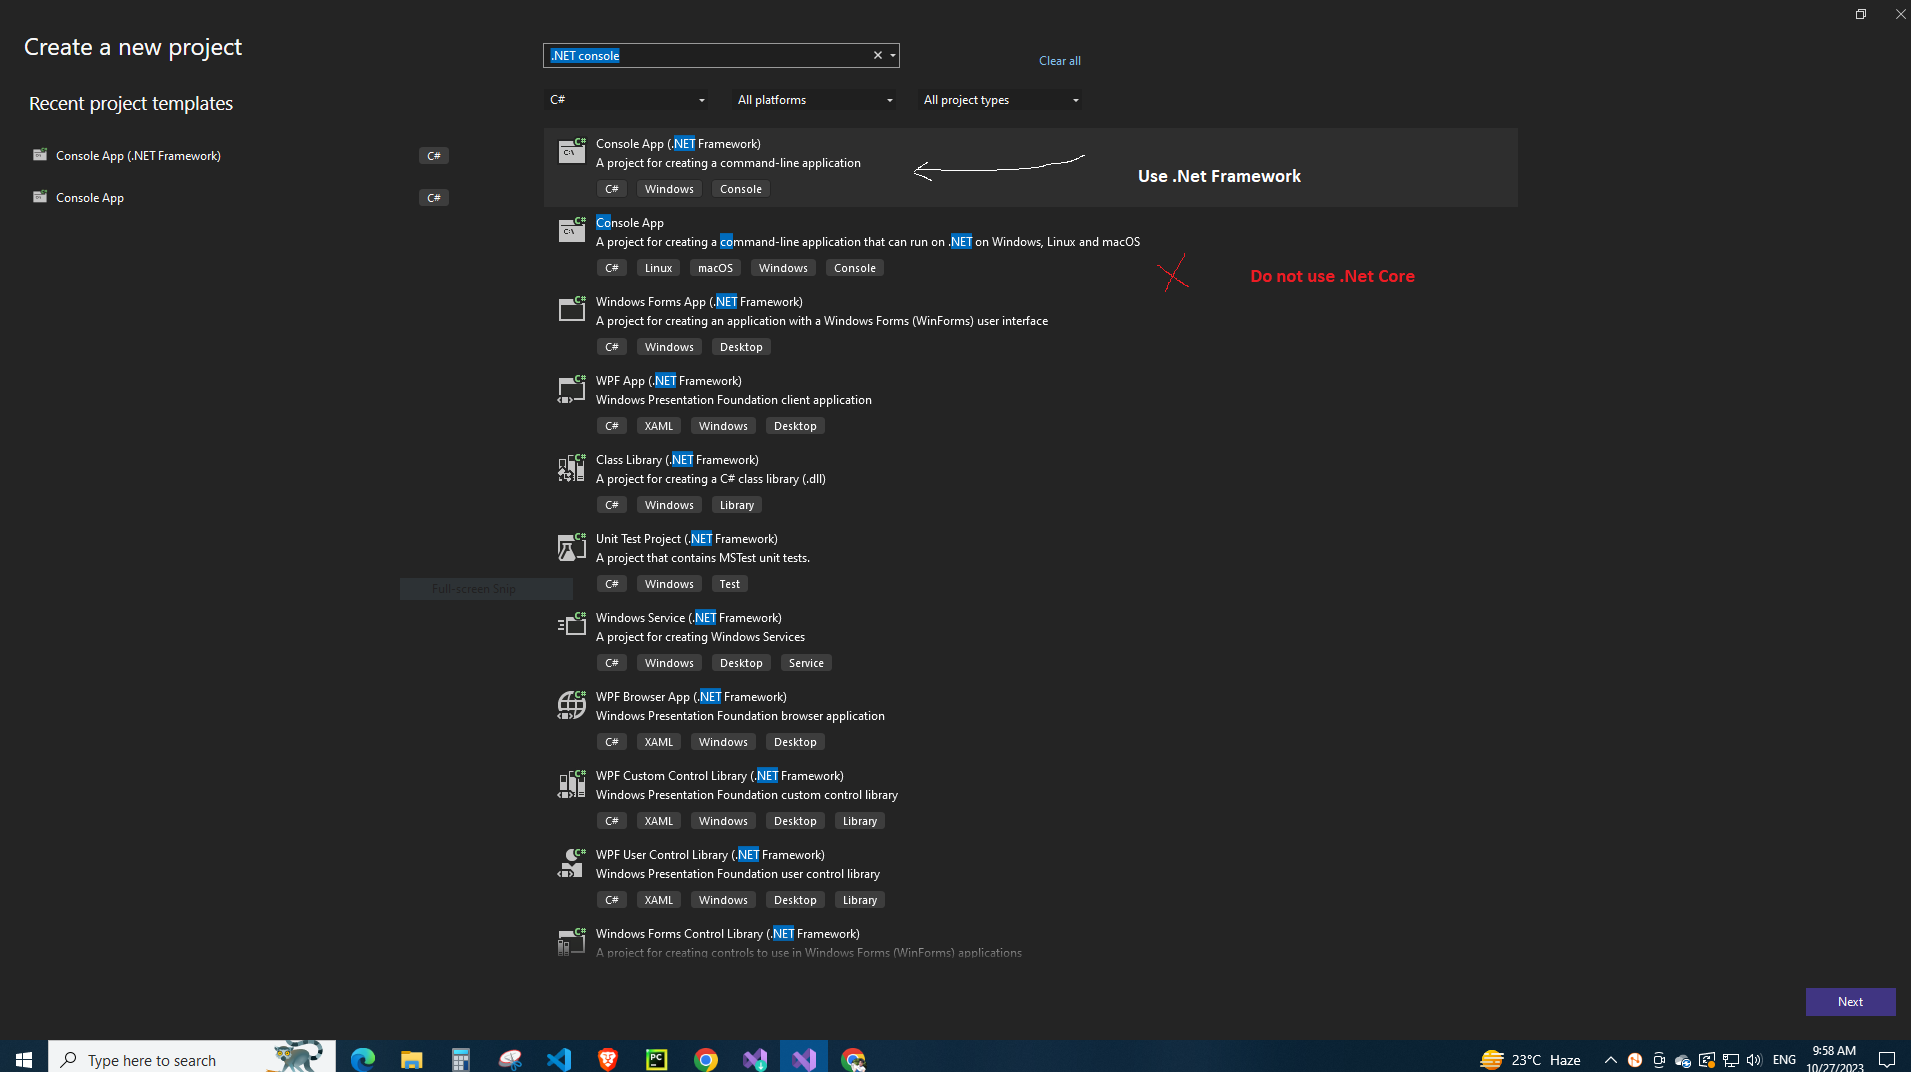 Create a new project
.NET console
Clear all
C#
All platforms
All project types
Recent project templates
Console App (.NET Framework)
C#
Console App
C#
Console App (.NET Framework)
A project for creating a command-line application
C# Windows Console
Use .Net Framework
Console App
A project for creating a command-line application that can run on .NET on Windows, Linux and macOS
C# Linux macOS Windows Console
Do not use .Net Core
Windows Forms App (.NET Framework)
A project for creating an application with a Windows Forms (WinForms) user interface
C# Windows Desktop
WPF App (.NET Framework)
Windows Presentation Foundation client application
C# XAML Windows Desktop
Class Library (.NET Framework)
A project for creating a C# class library (.dll)
C# Windows Library
Unit Test Project (.NET Framework)
A project that contains MSTest unit tests.
C# Windows Test
Full-screen Snip
Windows Service (.NET Framework)
A project for creating Windows Services
C# Windows Desktop Service
WPF Browser App (.NET Framework)
Windows Presentation Foundation browser application
C# XAML Windows Desktop
WPF Custom Control Library (.NET Framework)
Windows Presentation Foundation custom control library
C# XAML Windows Desktop Library
WPF User Control Library (.NET Framework)
Windows Presentation Foundation user control library
C# XAML Windows Desktop Library
Windows Forms Control Library (.NET Framework)
A project for creating controls to use in Windows Forms (WinForms) applications
Next
Type here to search
23°C Haze
ENG
9:58 AM
10/27/2023